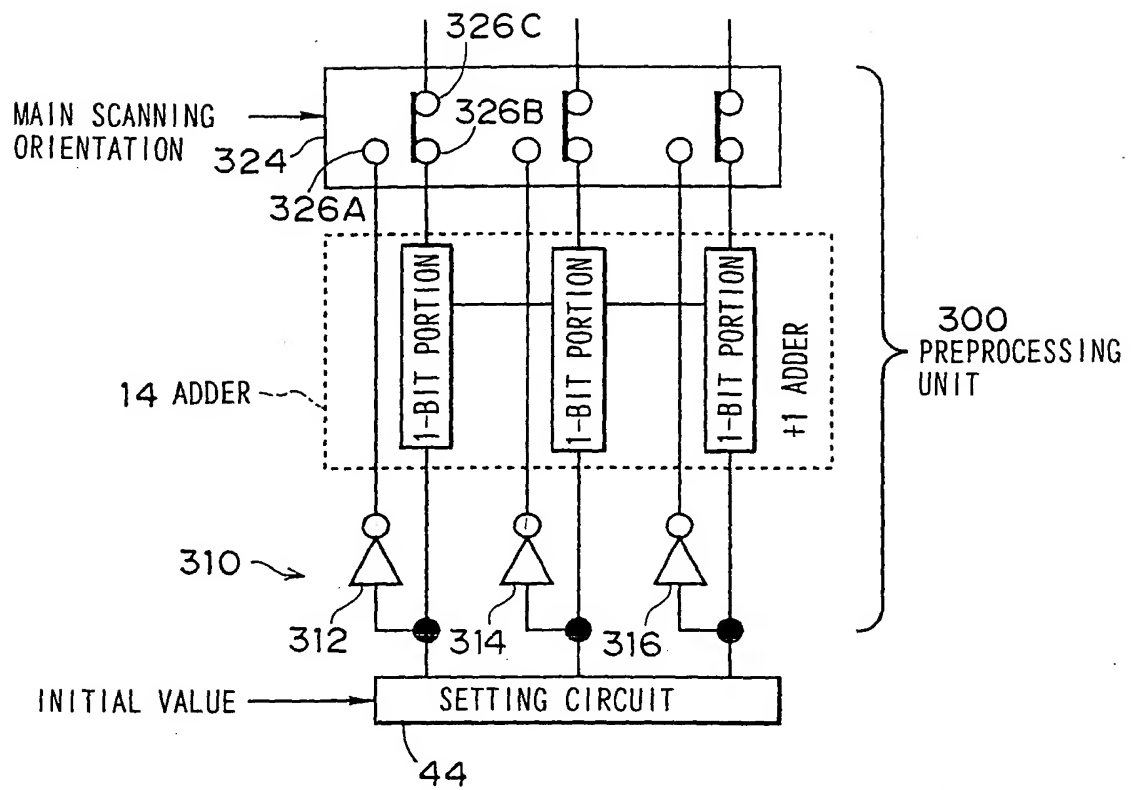 326C
MAIN SCANNING
ORIENTATION
324
326B
326A
1-BIT PORTION
1-BIT PORTION
1-BIT PORTION
+1 ADDER
14 ADDER
300
PREPROCESSING
UNIT
310
312
314
316
INITIAL VALUE
SETTING CIRCUIT
44